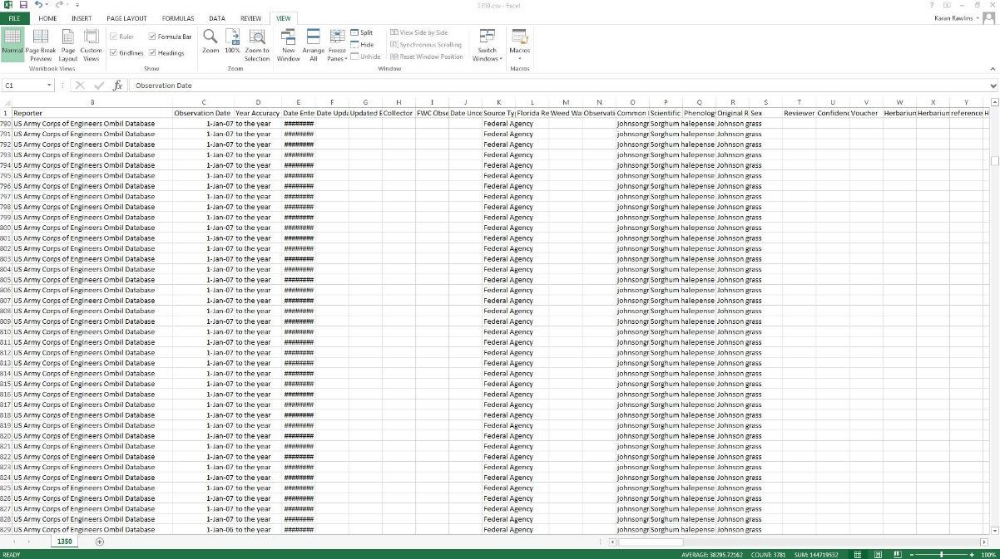 1350.csv - Excel
FILE HOME INSERT PAGE LAYOUT FORMULAS DATA REVIEW VIEW Karan Rawlins
Ruler Formula Bar Split View Side by Side
Normal Page Break Preview Page Layout Custom Views Zoom 100% Zoom to Selection New Window Arrange All Freeze Panes Hide Synchronous Scrolling Switch Windows Macros
Gridlines Headings Unhide Reset Window Position
Workbook Views Show Zoom Window Macros
C1 fx Observation Date
B C D E F G H I J K L M N O P Q R S T U V W X Y
1 Reporter Observation Date Year Accuracy Date Ente Date Upda Updated E Collector FWC Obse Date Unce Source Ty Florida Re Weed Wa Observati Common Scientific Phenolog Original R Sex Reviewer Confidenc Voucher Herbariun Herbariun reference H
790 US Army Corps of Engineers Ombil Database 1-Jan-07 to the year ######## Federal Agency johnsongr Sorghum halepense Johnson grass
791 US Army Corps of Engineers Ombil Database 1-Jan-07 to the year ######## Federal Agency johnsongr Sorghum halepense Johnson grass
792 US Army Corps of Engineers Ombil Database 1-Jan-07 to the year ######## Federal Agency johnsongr Sorghum halepense Johnson grass
793 US Army Corps of Engineers Ombil Database 1-Jan-07 to the year ######## Federal Agency johnsongr Sorghum halepense Johnson grass
794 US Army Corps of Engineers Ombil Database 1-Jan-07 to the year ######## Federal Agency johnsongr Sorghum halepense Johnson grass
795 US Army Corps of Engineers Ombil Database 1-Jan-07 to the year ######## Federal Agency johnsongr Sorghum halepense Johnson grass
796 US Army Corps of Engineers Ombil Database 1-Jan-07 to the year ######## Federal Agency johnsongr Sorghum halepense Johnson grass
797 US Army Corps of Engineers Ombil Database 1-Jan-07 to the year ######## Federal Agency johnsongr Sorghum halepense Johnson grass
798 US Army Corps of Engineers Ombil Database 1-Jan-07 to the year ######## Federal Agency johnsongr Sorghum halepense Johnson grass
799 US Army Corps of Engineers Ombil Database 1-Jan-07 to the year ######## Federal Agency johnsongr Sorghum halepense Johnson grass
800 US Army Corps of Engineers Ombil Database 1-Jan-07 to the year ######## Federal Agency johnsongr Sorghum halepense Johnson grass
801 US Army Corps of Engineers Ombil Database 1-Jan-07 to the year ######## Federal Agency johnsongr Sorghum halepense Johnson grass
802 US Army Corps of Engineers Ombil Database 1-Jan-07 to the year ######## Federal Agency johnsongr Sorghum halepense Johnson grass
803 US Army Corps of Engineers Ombil Database 1-Jan-07 to the year ######## Federal Agency johnsongr Sorghum halepense Johnson grass
804 US Army Corps of Engineers Ombil Database 1-Jan-07 to the year ######## Federal Agency johnsongr Sorghum halepense Johnson grass
805 US Army Corps of Engineers Ombil Database 1-Jan-07 to the year ######## Federal Agency johnsongr Sorghum halepense Johnson grass
806 US Army Corps of Engineers Ombil Database 1-Jan-07 to the year ######## Federal Agency johnsongr Sorghum halepense Johnson grass
807 US Army Corps of Engineers Ombil Database 1-Jan-07 to the year ######## Federal Agency johnsongr Sorghum halepense Johnson grass
808 US Army Corps of Engineers Ombil Database 1-Jan-07 to the year ######## Federal Agency johnsongr Sorghum halepense Johnson grass
809 US Army Corps of Engineers Ombil Database 1-Jan-07 to the year ######## Federal Agency johnsongr Sorghum halepense Johnson grass
810 US Army Corps of Engineers Ombil Database 1-Jan-07 to the year ######## Federal Agency johnsongr Sorghum halepense Johnson grass
811 US Army Corps of Engineers Ombil Database 1-Jan-07 to the year ######## Federal Agency johnsongr Sorghum halepense Johnson grass
812 US Army Corps of Engineers Ombil Database 1-Jan-07 to the year ######## Federal Agency johnsongr Sorghum halepense Johnson grass
813 US Army Corps of Engineers Ombil Database 1-Jan-07 to the year ######## Federal Agency johnsongr Sorghum halepense Johnson grass
814 US Army Corps of Engineers Ombil Database 1-Jan-07 to the year ######## Federal Agency johnsongr Sorghum halepense Johnson grass
815 US Army Corps of Engineers Ombil Database 1-Jan-07 to the year ######## Federal Agency johnsongr Sorghum halepense Johnson grass
816 US Army Corps of Engineers Ombil Database 1-Jan-07 to the year ######## Federal Agency johnsongr Sorghum halepense Johnson grass
817 US Army Corps of Engineers Ombil Database 1-Jan-07 to the year ######## Federal Agency johnsongr Sorghum halepense Johnson grass
818 US Army Corps of Engineers Ombil Database 1-Jan-07 to the year ######## Federal Agency johnsongr Sorghum halepense Johnson grass
819 US Army Corps of Engineers Ombil Database 1-Jan-07 to the year ######## Federal Agency johnsongr Sorghum halepense Johnson grass
820 US Army Corps of Engineers Ombil Database 1-Jan-07 to the year ######## Federal Agency johnsongr Sorghum halepense Johnson grass
821 US Army Corps of Engineers Ombil Database 1-Jan-07 to the year ######## Federal Agency johnsongr Sorghum halepense Johnson grass
822 US Army Corps of Engineers Ombil Database 1-Jan-07 to the year ######## Federal Agency johnsongr Sorghum halepense Johnson grass
823 US Army Corps of Engineers Ombil Database 1-Jan-07 to the year ######## Federal Agency johnsongr Sorghum halepense Johnson grass
824 US Army Corps of Engineers Ombil Database 1-Jan-07 to the year ######## Federal Agency johnsongr Sorghum halepense Johnson grass
825 US Army Corps of Engineers Ombil Database 1-Jan-07 to the year ######## Federal Agency johnsongr Sorghum halepense Johnson grass
826 US Army Corps of Engineers Ombil Database 1-Jan-07 to the year ######## Federal Agency johnsongr Sorghum halepense Johnson grass
827 US Army Corps of Engineers Ombil Database 1-Jan-07 to the year ######## Federal Agency johnsongr Sorghum halepense Johnson grass
828 US Army Corps of Engineers Ombil Database 1-Jan-07 to the year ######## Federal Agency johnsongr Sorghum halepense Johnson grass
829 US Army Corps of Engineers Ombil Database 1-Jan-06 to the year ######## Federal Agency johnsongr Sorghum halepense Johnson grass
1350
READY AVERAGE: 38295.72162 COUNT: 3781 SUM: 144719532 100%